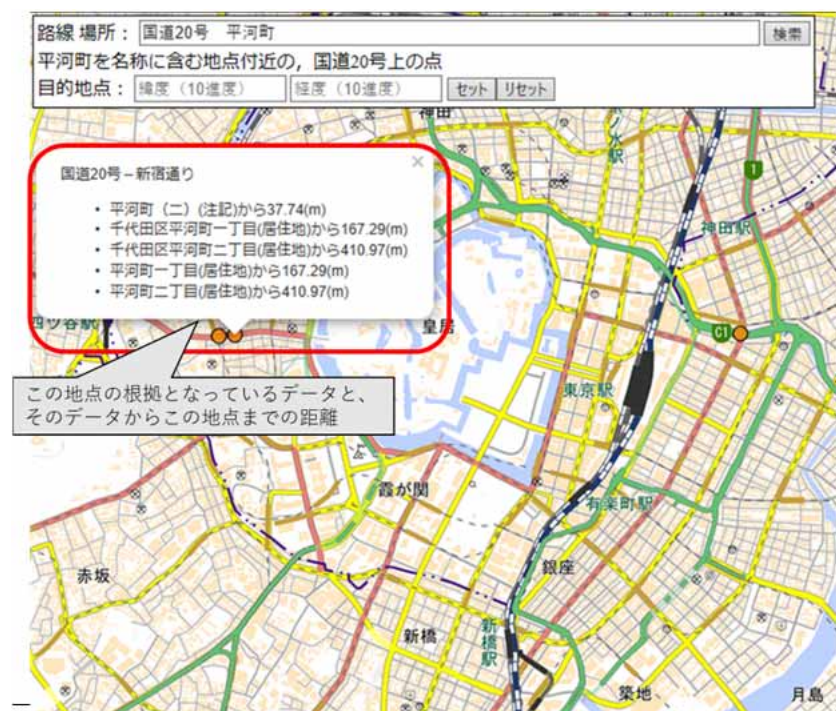 路線 場所： 国道20号　平河町 検索
平河町を名称に含む地点付近の，国道20号上の点
目的地点： 緯度（10進度） 経度（10進度） セット リセット
神田
×
国道20号 – 新宿通り
• 平河町（二）(注記)から37.74(m)
• 千代田区平河町一丁目(居住地)から167.29(m)
• 千代田区平河町二丁目(居住地)から410.97(m)
• 平河町一丁目(居住地)から167.29(m)
• 平河町二丁目(居住地)から410.97(m)
1
神田駅
四ツ谷駅
皇居
C1
この地点の根拠となっているデータと、
そのデータからこの地点までの距離
東京駅
霞が関
有楽町駅
銀座
赤坂
新橋
新橋駅
築地
月島